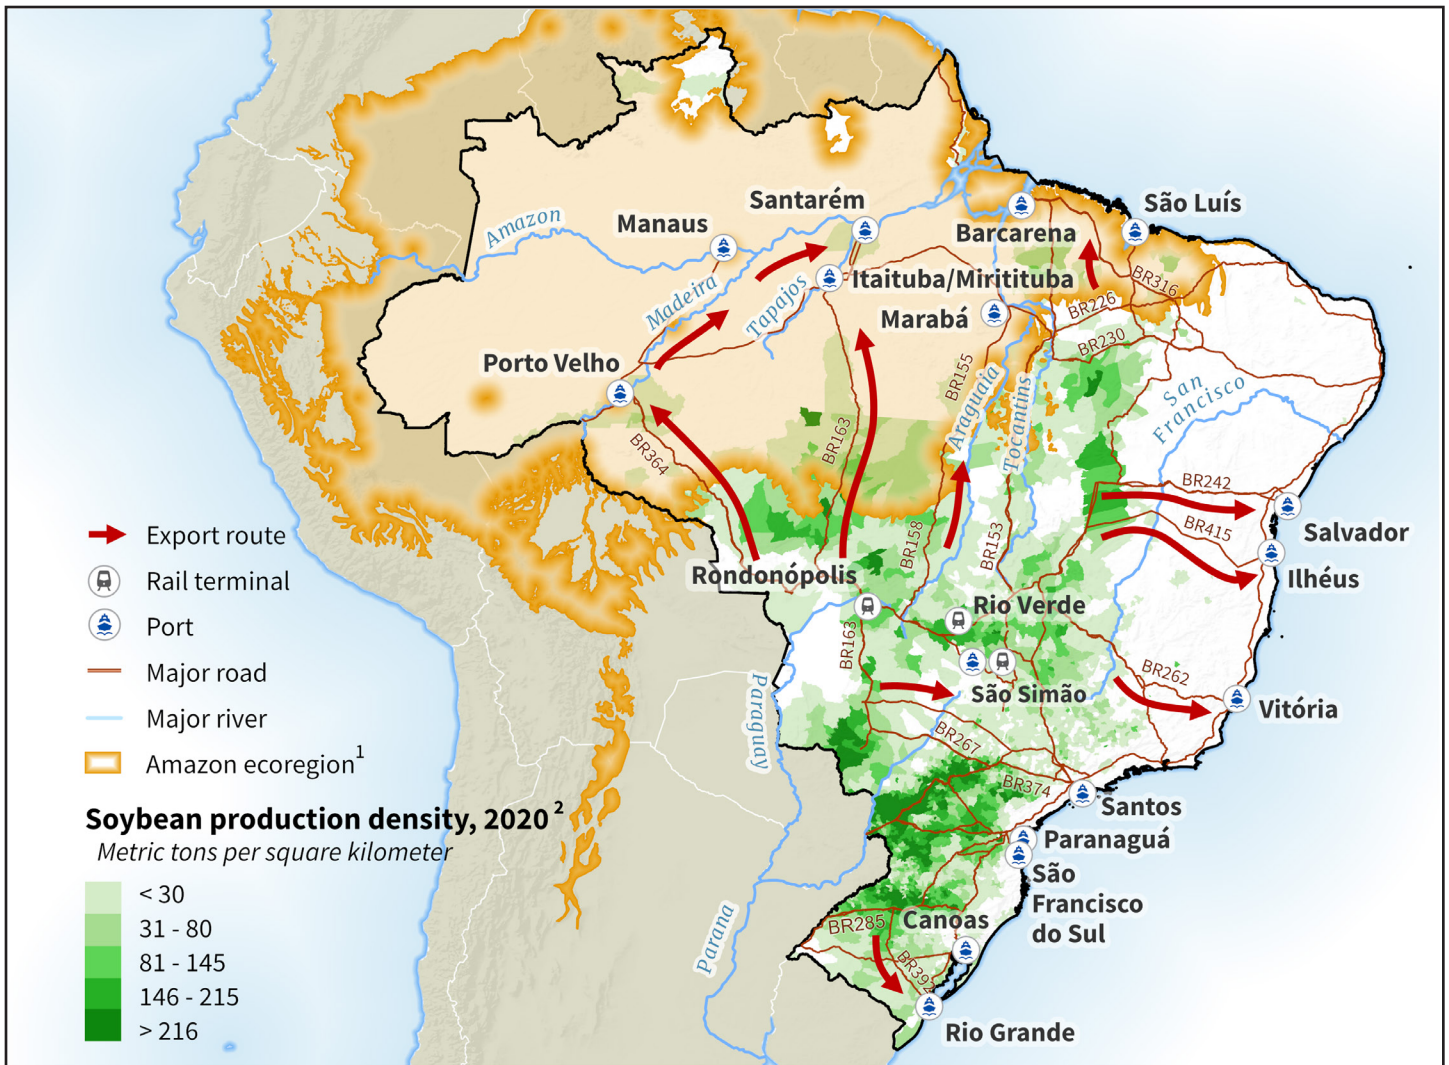 Santarém
São Luís
Manaus
Amazon
Barcarena
Itaituba/Miritituba
Madeira
Tapajos
BR316
BR226
Marabá
BR230
Porto Velho
BR155
San
Francisco
Araguaia
Tocantins
BR163
BR364
BR242
Salvador
BR415
BR158
BR153
Ilhéus
Rondonópolis
Rio Verde
BR163
BR262
São Simão
Vitória
Paraguay
BR267
BR374
Santos
Paranaguá
São
Francisco
do Sul
Canoas
BR285
Parana
BR392
Rio Grande
Export route
Rail terminal
Port
Major road
Major river
Amazon ecoregion1
Soybean production density, 2020 2
Metric tons per square kilometer
< 30
31 - 80
81 - 145
146 - 215
> 216